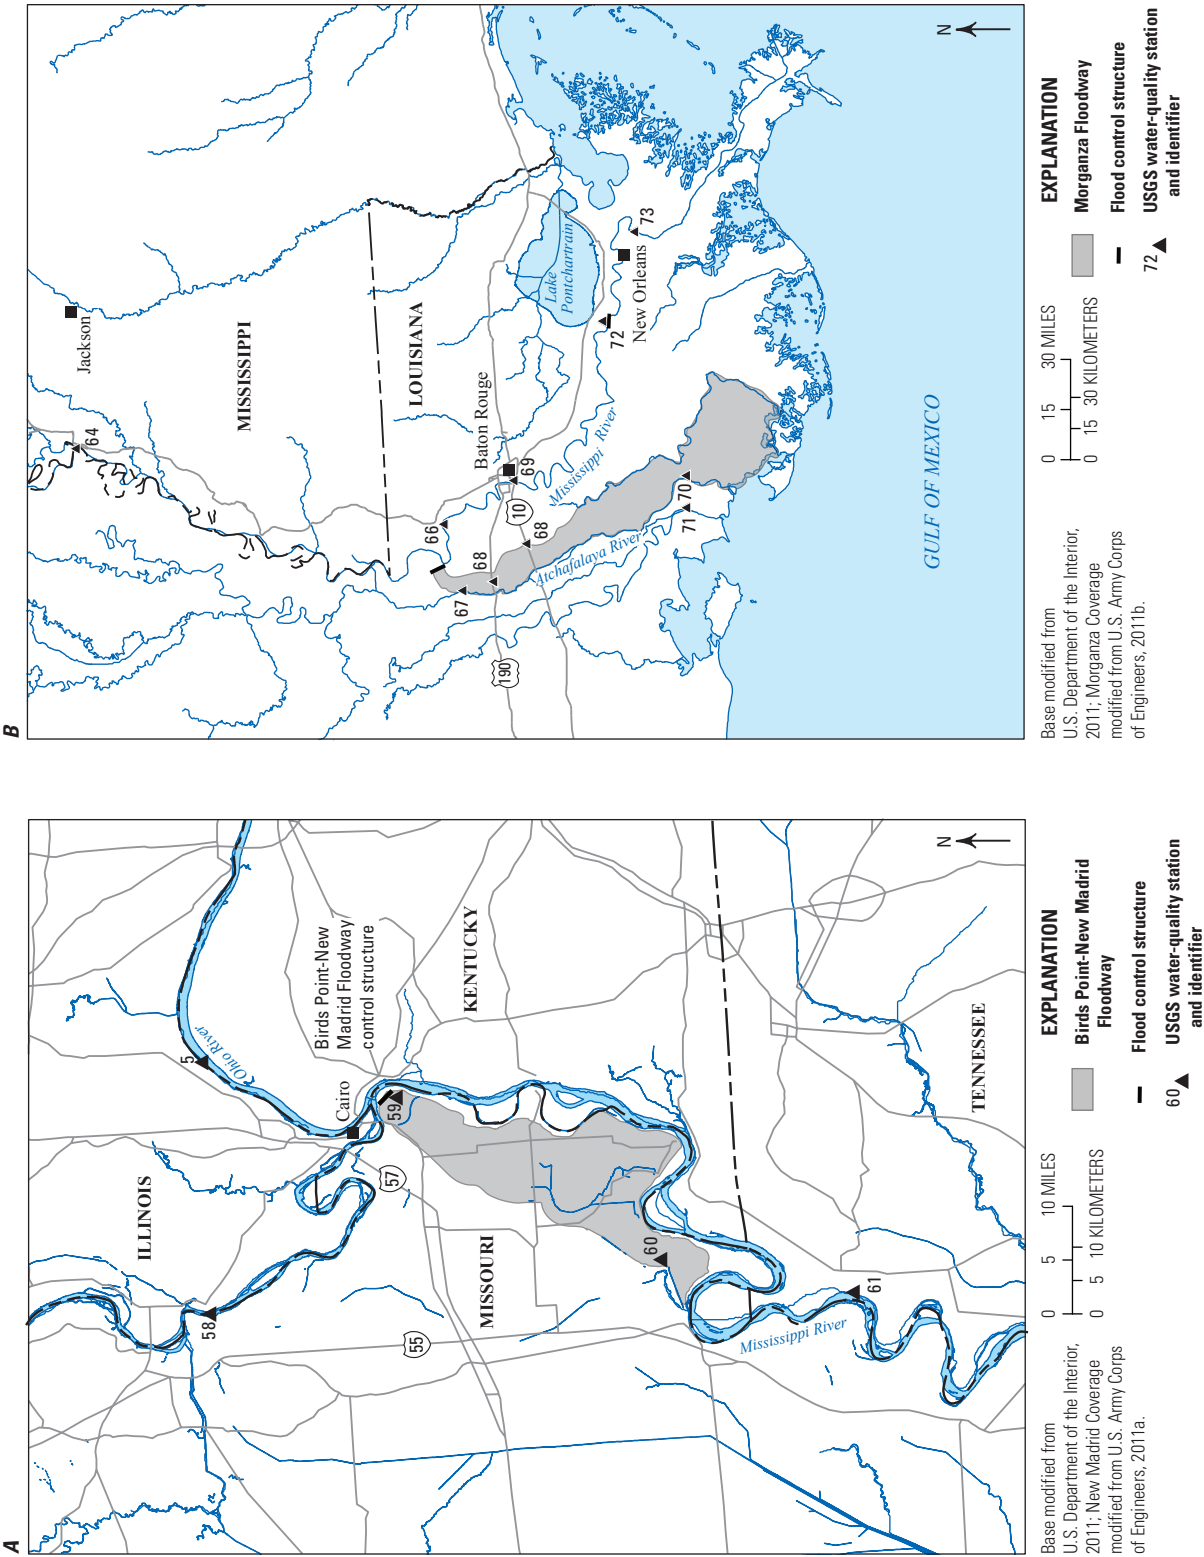 A
ILLINOIS
58
5
Ohio River
Cairo
Birds Point-New
Madrid Floodway
control structure
59
57
KENTUCKY
MISSOURI
55
60
Mississippi River
61
TENNESSEE
N
Base modified from
U.S. Department of the Interior,
2011; New Madrid Coverage
modified from U.S. Army Corps
of Engineers, 2011a.
0 5 10 MILES
0 5 10 KILOMETERS
EXPLANATION
Birds Point-New Madrid
Floodway
Flood control structure
60
USGS water-quality station
and identifier
B
Jackson
64
MISSISSIPPI
LOUISIANA
66
Baton Rouge
69
67
68
10
68
190
Mississippi River
Atchafalaya River
Lake
Pontchartrain
72
New Orleans
73
70
71
GULF OF MEXICO
N
Base modified from
U.S. Department of the Interior,
2011; Morganza Coverage
modified from U.S. Army Corps
of Engineers, 2011b.
0 15 30 MILES
0 15 30 KILOMETERS
EXPLANATION
Morganza Floodway
Flood control structure
72
USGS water-quality station
and identifier